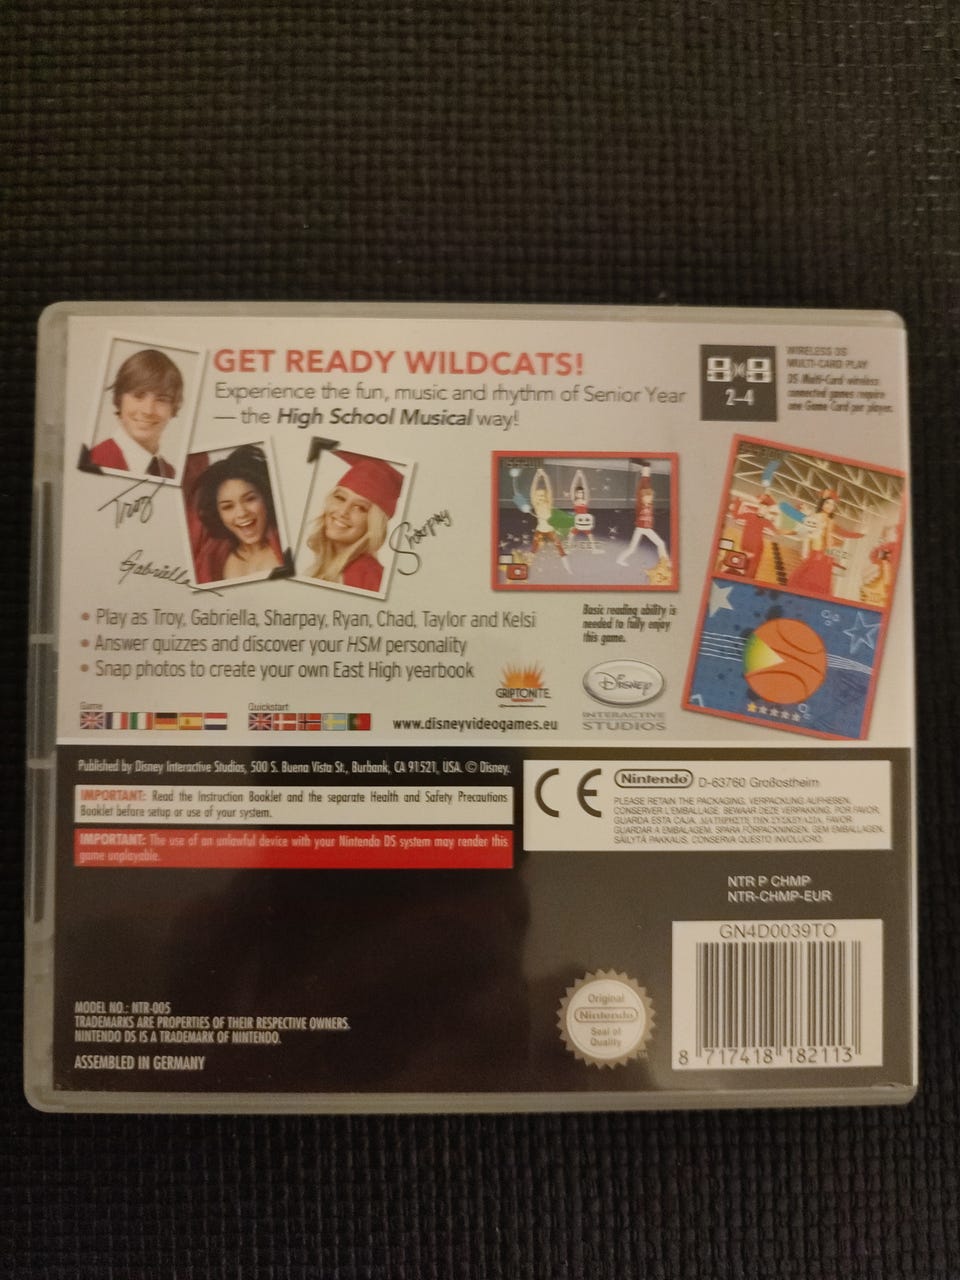 GET READY WILDCATS!
Experience the fun, music and rhythm of Senior Year
— the High School Musical way!
2-4
WIRELESS DS
MULTI-CARD PLAY
DS Multi-Card wireless
connected games require
one Game Card per player.
Troy
Gabriella
Sharpay
• Play as Troy, Gabriella, Sharpay, Ryan, Chad, Taylor and Kelsi
• Answer quizzes and discover your HSM personality
• Snap photos to create your own East High yearbook
Basic reading ability is
needed to fully enjoy
this game.
Game
Quickstart
GRIPTONITE
Disney
INTERACTIVE
STUDIOS
www.disneyvideogames.eu
Published by Disney Interactive Studios, 500 S. Buena Vista St., Burbank, CA 91521, USA. © Disney.
IMPORTANT: Read the Instruction Booklet and the separate Health and Safety Precautions
Booklet before setup or use of your system.
IMPORTANT: The use of an unlawful device with your Nintendo DS system may render this
game unplayable.
CE
Nintendo D-63760 Großostheim
PLEASE RETAIN THE PACKAGING. VERPACKUNG AUFHEBEN.
CONSERVER L'EMBALLAGE. BEWAAR DEZE VERPAKKING. POR FAVOR,
GUARDA ESTA CAJA. ΔΙΑΤΗΡΗΣΤΕ ΤΗΝ ΣΥΣΚΕΥΑΣΙΑ. FAVOR
GUARDAR A EMBALAGEM. SPARA FÖRPACKNINGEN. GEM EMBALLAGEN.
SÄILYTÄ PAKKAUS. CONSERVA QUESTO INVOLUCRO.
NTR P CHMP
NTR-CHMP-EUR
GN4D0039TO
8 717418 182113
Original
Nintendo
Seal of
Quality
TM
MODEL NO.: NTR-005
TRADEMARKS ARE PROPERTIES OF THEIR RESPECTIVE OWNERS.
NINTENDO DS IS A TRADEMARK OF NINTENDO.
ASSEMBLED IN GERMANY